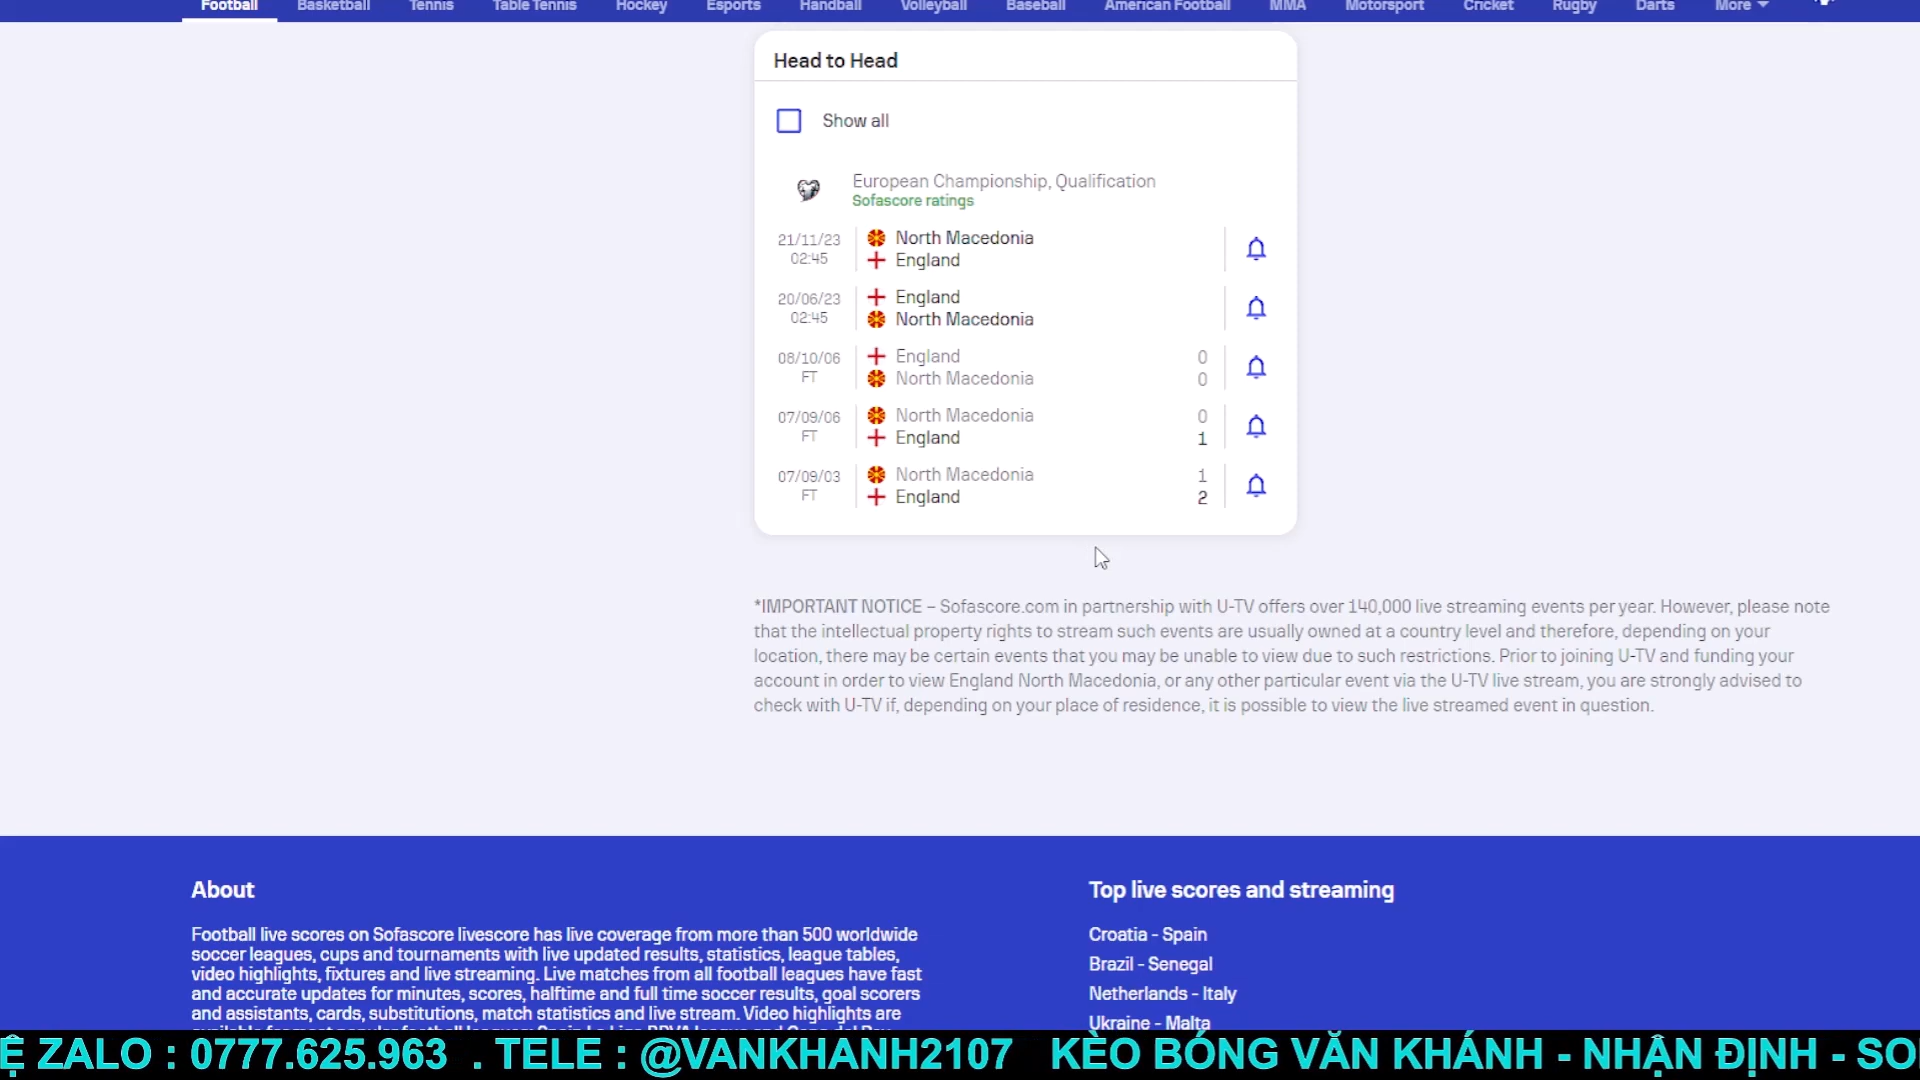 Football Basketball Tennis Table Tennis Hockey Esports Handball Volleyball Baseball American Football MMA Motorsport Cricket Rugby Darts More
Head to Head
Show all
European Championship, Qualification
Sofascore ratings
21/11/23 North Macedonia
02:45 England
20/06/23 England
02:45 North Macedonia
08/10/06 England 0
FT North Macedonia 0
07/09/06 North Macedonia 0
FT England 1
07/09/03 North Macedonia 1
FT England 2
*IMPORTANT NOTICE – Sofascore.com in partnership with U-TV offers over 140,000 live streaming events per year. However, please note
that the intellectual property rights to stream such events are usually owned at a country level and therefore, depending on your
location, there may be certain events that you may be unable to view due to such restrictions. Prior to joining U-TV and funding your
account in order to view England North Macedonia, or any other particular event via the U-TV live stream, you are strongly advised to
check with U-TV if, depending on your place of residence, it is possible to view the live streamed event in question.
About
Football live scores on Sofascore livescore has live coverage from more than 500 worldwide
soccer leagues, cups and tournaments with live updated results, statistics, league tables,
video highlights, fixtures and live streaming. Live matches from all football leagues have fast
and accurate updates for minutes, scores, halftime and full time soccer results, goal scorers
and assistants, cards, substitutions, match statistics and live stream. Video highlights are
Top live scores and streaming
Croatia - Spain
Brazil - Senegal
Netherlands - Italy
Ukraine - Malta
Ệ ZALO : 0777.625.963 . TELE : @VANKHANH2107 KÈO BÓNG VĂN KHÁNH - NHẬN ĐỊNH - SO